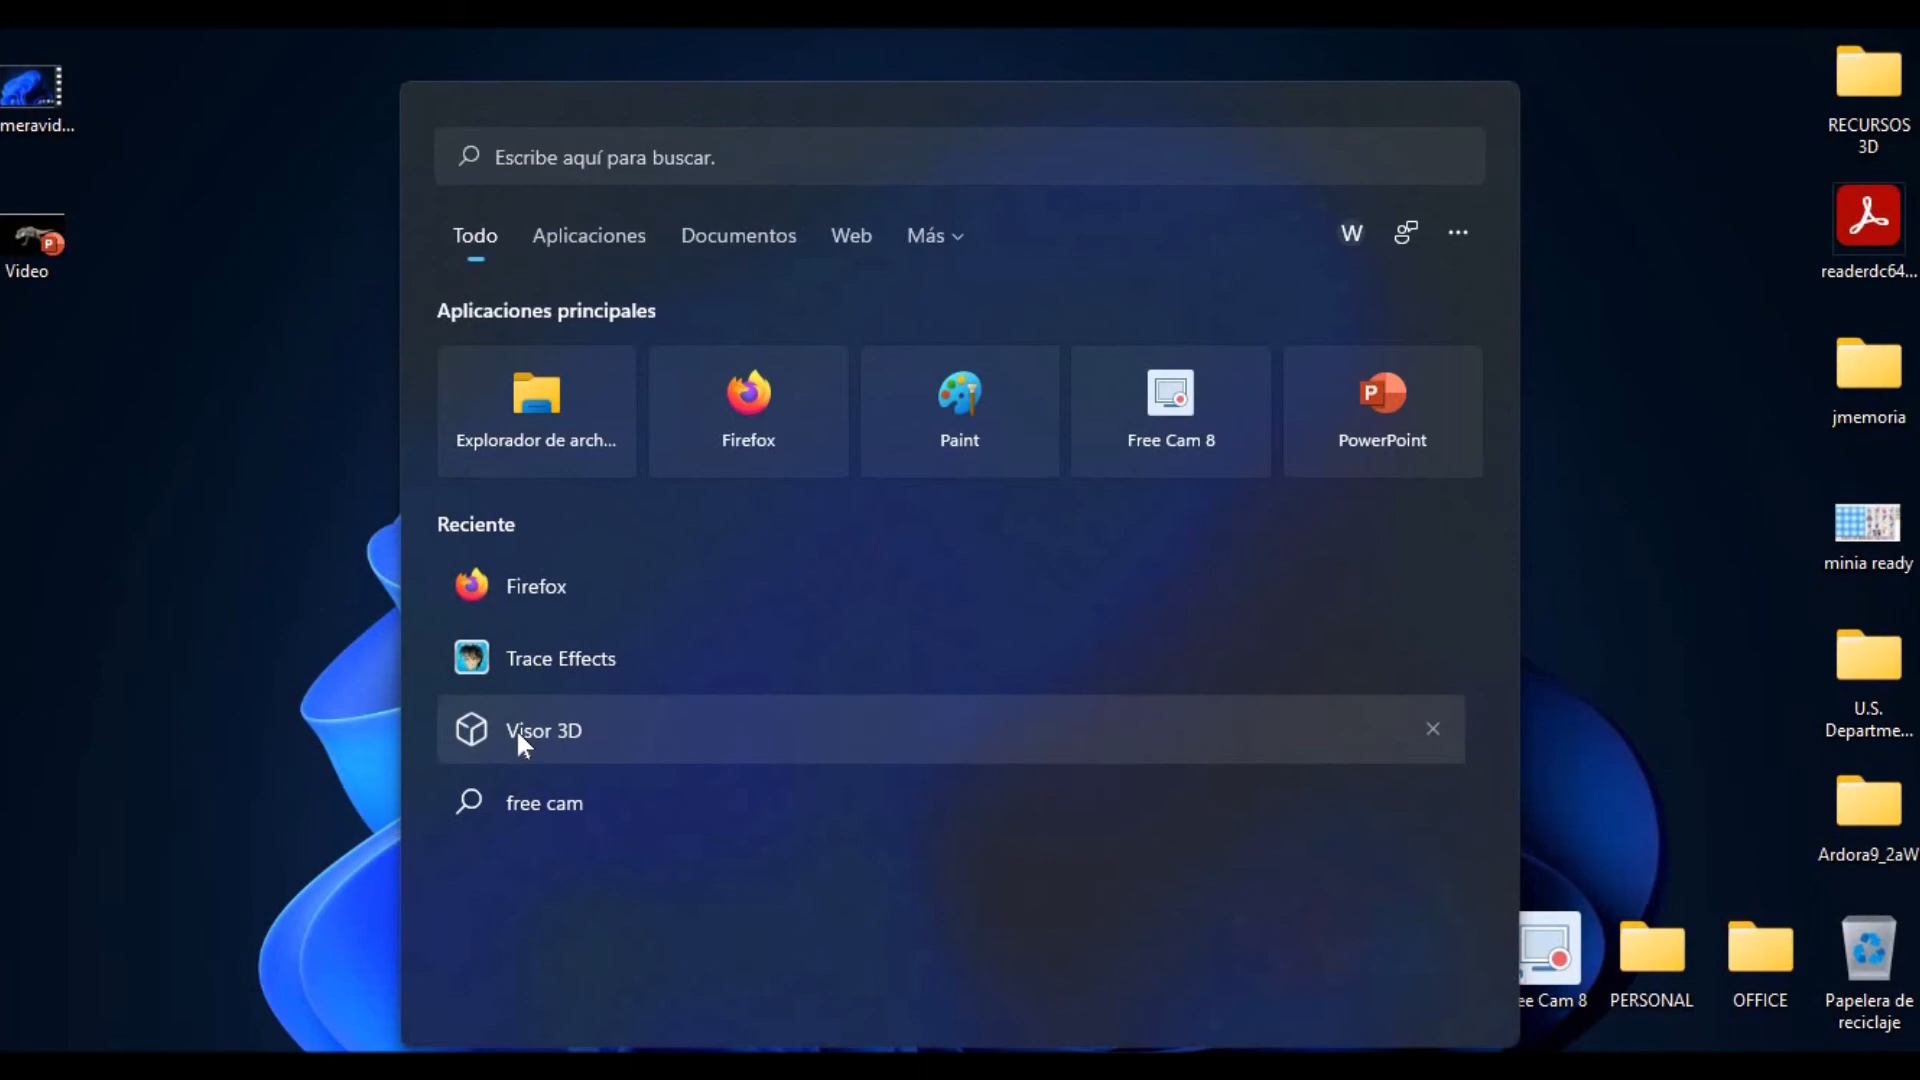 meravid...
Video
Escribe aquí para buscar.
Todo Aplicaciones Documentos Web Más
W
Aplicaciones principales
Explorador de arch... Firefox Paint Free Cam 8 PowerPoint
Reciente
Firefox
Trace Effects
Visor 3D
free cam
RECURSOS
3D
readerdc64...
jmemoria
minia ready
U.S.
Departme...
Ardora9_2aW
ee Cam 8 PERSONAL OFFICE Papelera de
reciclaje